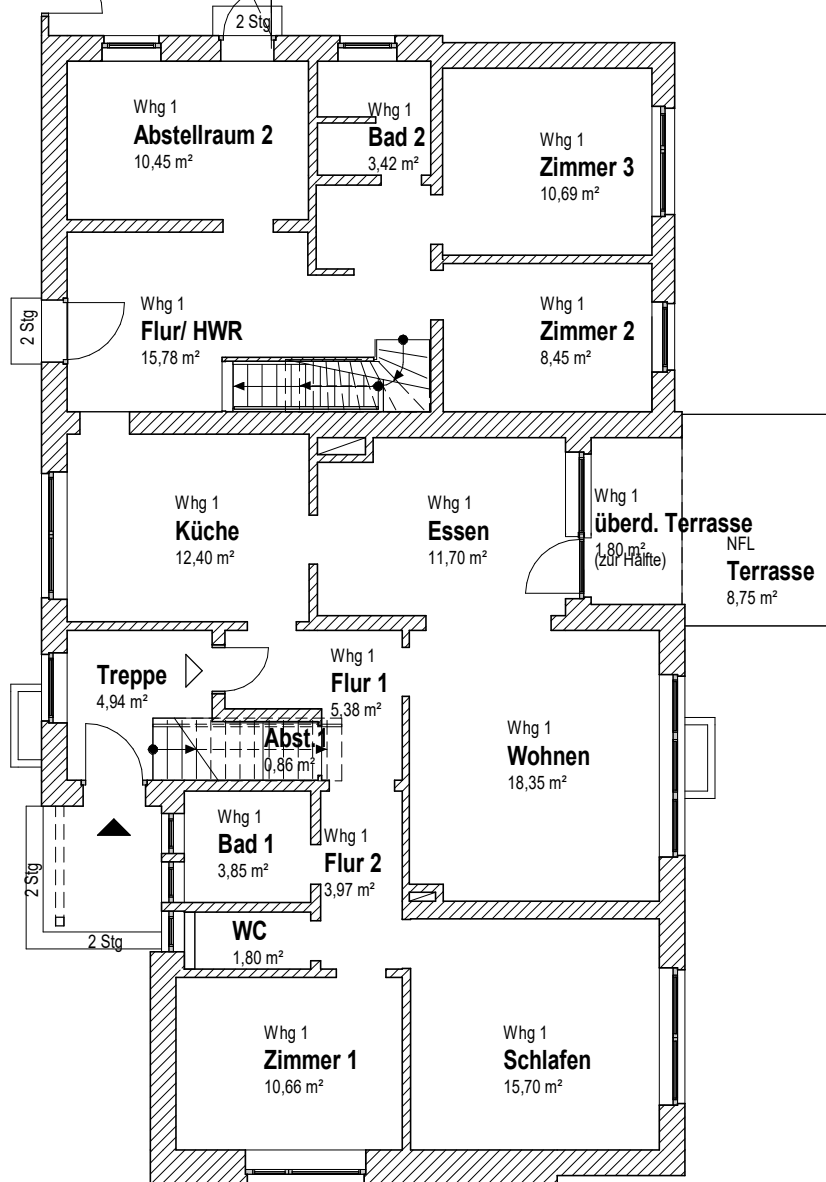 2 Stg
Whg 1
Abstellraum 2
10,45 m²
Whg 1
Bad 2
3,42 m²
Whg 1
Zimmer 3
10,69 m²
2 Stg
Whg 1
Flur/ HWR
15,78 m²
Whg 1
Zimmer 2
8,45 m²
Whg 1
Küche
12,40 m²
Whg 1
Essen
11,70 m²
Whg 1
überd. Terrasse
1,80 m²
(zur Hälfte)
NFL
Terrasse
8,75 m²
Treppe
4,94 m²
Whg 1
Flur 1
5,38 m²
Abst.1
0,86 m²
Whg 1
Wohnen
18,35 m²
Whg 1
Bad 1
3,85 m²
Whg 1
Flur 2
3,97 m²
2 Stg
2 Stg
WC
1,80 m²
Whg 1
Zimmer 1
10,66 m²
Whg 1
Schlafen
15,70 m²